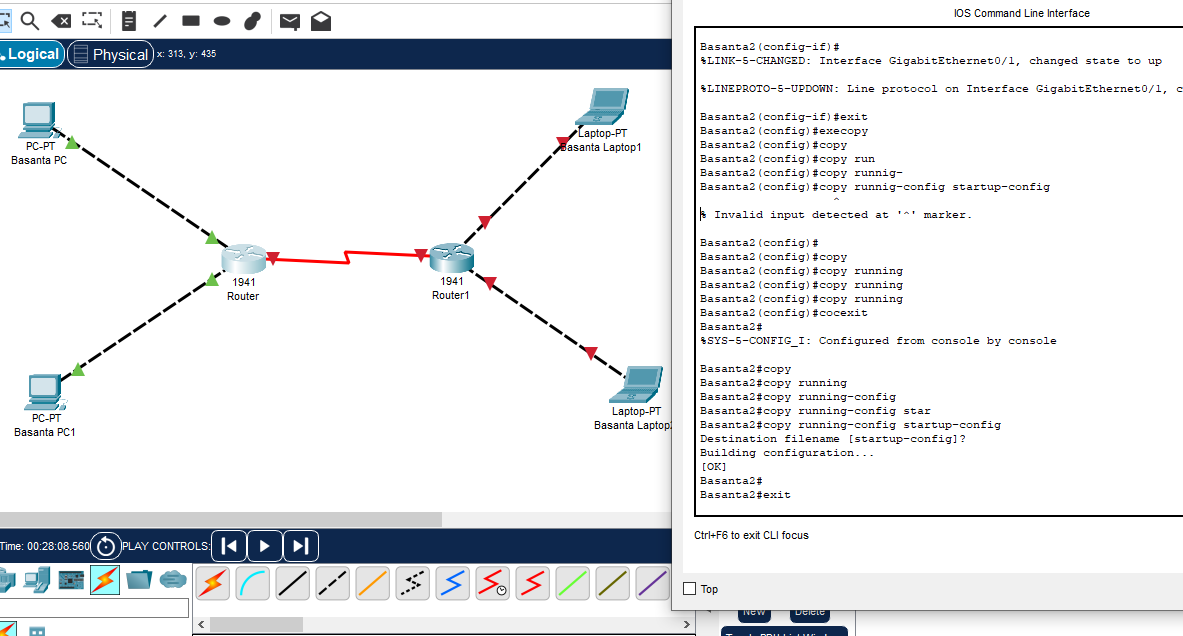 Logical
Physical
x: 313, y: 435
PC-PT
Basanta PC
Laptop-PT
Basanta Laptop1
1941
Router
1941
Router1
PC-PT
Basanta PC1
Laptop-PT
Basanta Laptop2
Time: 00:28:08.560
PLAY CONTROLS:
IOS Command Line Interface
Basanta2(config-if)#
%LINK-5-CHANGED: Interface GigabitEthernet0/1, changed state to up
%LINEPROTO-5-UPDOWN: Line protocol on Interface GigabitEthernet0/1, c
Basanta2(config-if)#exit
Basanta2(config)#execopy
Basanta2(config)#copy
Basanta2(config)#copy run
Basanta2(config)#copy runnig-
Basanta2(config)#copy runnig-config startup-config
^
% Invalid input detected at '^' marker.
Basanta2(config)#
Basanta2(config)#copy
Basanta2(config)#copy running
Basanta2(config)#copy running
Basanta2(config)#copy running
Basanta2(config)#cocexit
Basanta2#
%SYS-5-CONFIG_I: Configured from console by console
Basanta2#copy
Basanta2#copy running
Basanta2#copy running-config
Basanta2#copy running-config star
Basanta2#copy running-config startup-config
Destination filename [startup-config]?
Building configuration...
[OK]
Basanta2#
Basanta2#exit
Ctrl+F6 to exit CLI focus
Top
New
Delete